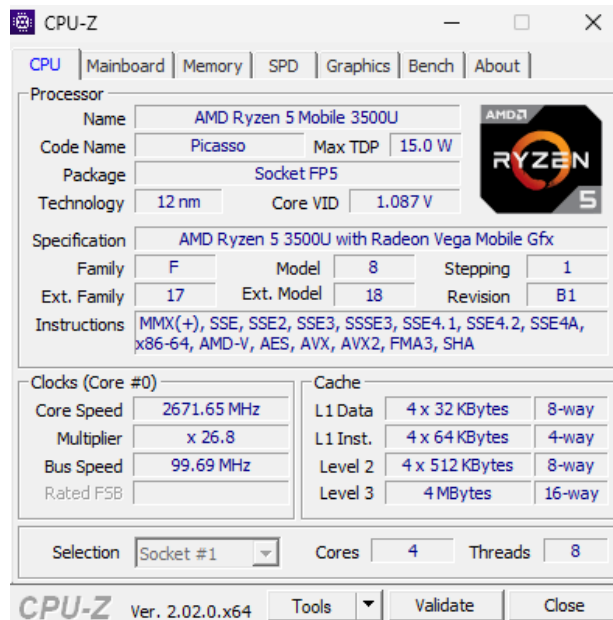 CPU-Z
CPU Mainboard Memory SPD Graphics Bench About
Processor
Name AMD Ryzen 5 Mobile 3500U
Code Name Picasso Max TDP 15.0 W
Package Socket FP5
Technology 12 nm Core VID 1.087 V
AMD
RYZEN
5
Specification AMD Ryzen 5 3500U with Radeon Vega Mobile Gfx
Family F Model 8 Stepping 1
Ext. Family 17 Ext. Model 18 Revision B1
Instructions MMX(+), SSE, SSE2, SSE3, SSSE3, SSE4.1, SSE4.2, SSE4A,
x86-64, AMD-V, AES, AVX, AVX2, FMA3, SHA
Clocks (Core #0)
Core Speed 2671.65 MHz
Multiplier x 26.8
Bus Speed 99.69 MHz
Rated FSB
Cache
L1 Data 4 x 32 KBytes 8-way
L1 Inst. 4 x 64 KBytes 4-way
Level 2 4 x 512 KBytes 8-way
Level 3 4 MBytes 16-way
Selection Socket #1 Cores 4 Threads 8
CPU-Z Ver. 2.02.0.x64 Tools Validate Close